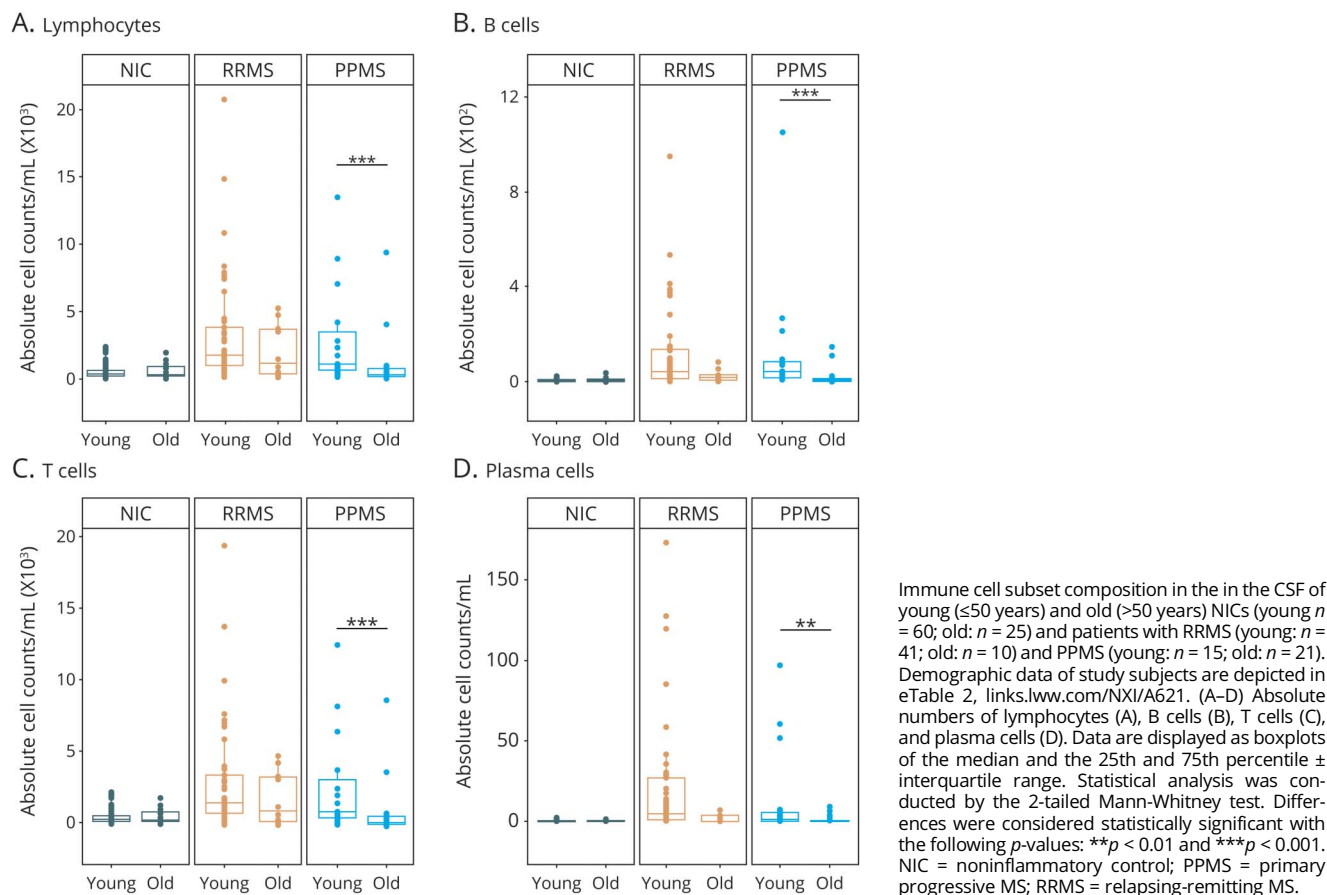 A. Lymphocytes
NIC
RRMS
PPMS
Absolute cell counts/mL (X10³)
20
15
10
5
0
***
Young
Old
Young
Old
Young
Old
B. B cells
NIC
RRMS
PPMS
Absolute cell counts/mL (X10²)
12
8
4
0
***
Young
Old
Young
Old
Young
Old
C. T cells
NIC
RRMS
PPMS
Absolute cell counts/mL (X10³)
20
15
10
5
0
***
Young
Old
Young
Old
Young
Old
D. Plasma cells
NIC
RRMS
PPMS
Absolute cell counts/mL
150
100
50
0
**
Young
Old
Young
Old
Young
Old
Immune cell subset composition in the in the CSF of
young (≤50 years) and old (>50 years) NICs (young n
= 60; old: n = 25) and patients with RRMS (young: n =
41; old: n = 10) and PPMS (young: n = 15; old: n = 21).
Demographic data of study subjects are depicted in
eTable 2, links.lww.com/NXI/A621. (A–D) Absolute
numbers of lymphocytes (A), B cells (B), T cells (C),
and plasma cells (D). Data are displayed as boxplots
of the median and the 25th and 75th percentile ±
interquartile range. Statistical analysis was con-
ducted by the 2-tailed Mann-Whitney test. Differ-
ences were considered statistically significant with
the following p-values: **p < 0.01 and ***p < 0.001.
NIC = noninflammatory control; PPMS = primary
progressive MS; RRMS = relapsing-remitting MS.